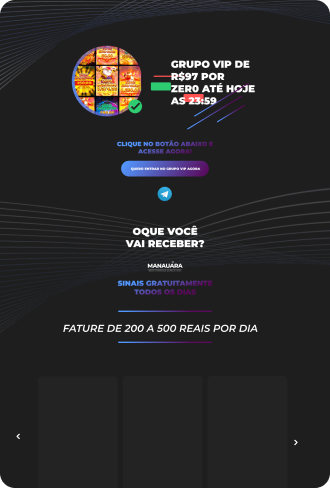 GRUPO VIP DE
R$97 POR
ZERO ATÉ HOJE
AS 23:59
CLIQUE NO BOTÃO ABAIXO E
ACESSE AGORA!
QUERO ENTRAR NO GRUPO VIP AGORA
OQUE VOCÊ
VAI RECEBER?
MANAUÁRA
SINAIS GRATUITAMENTE
TODOS OS DIAS
FATURE DE 200 A 500 REAIS POR DIA